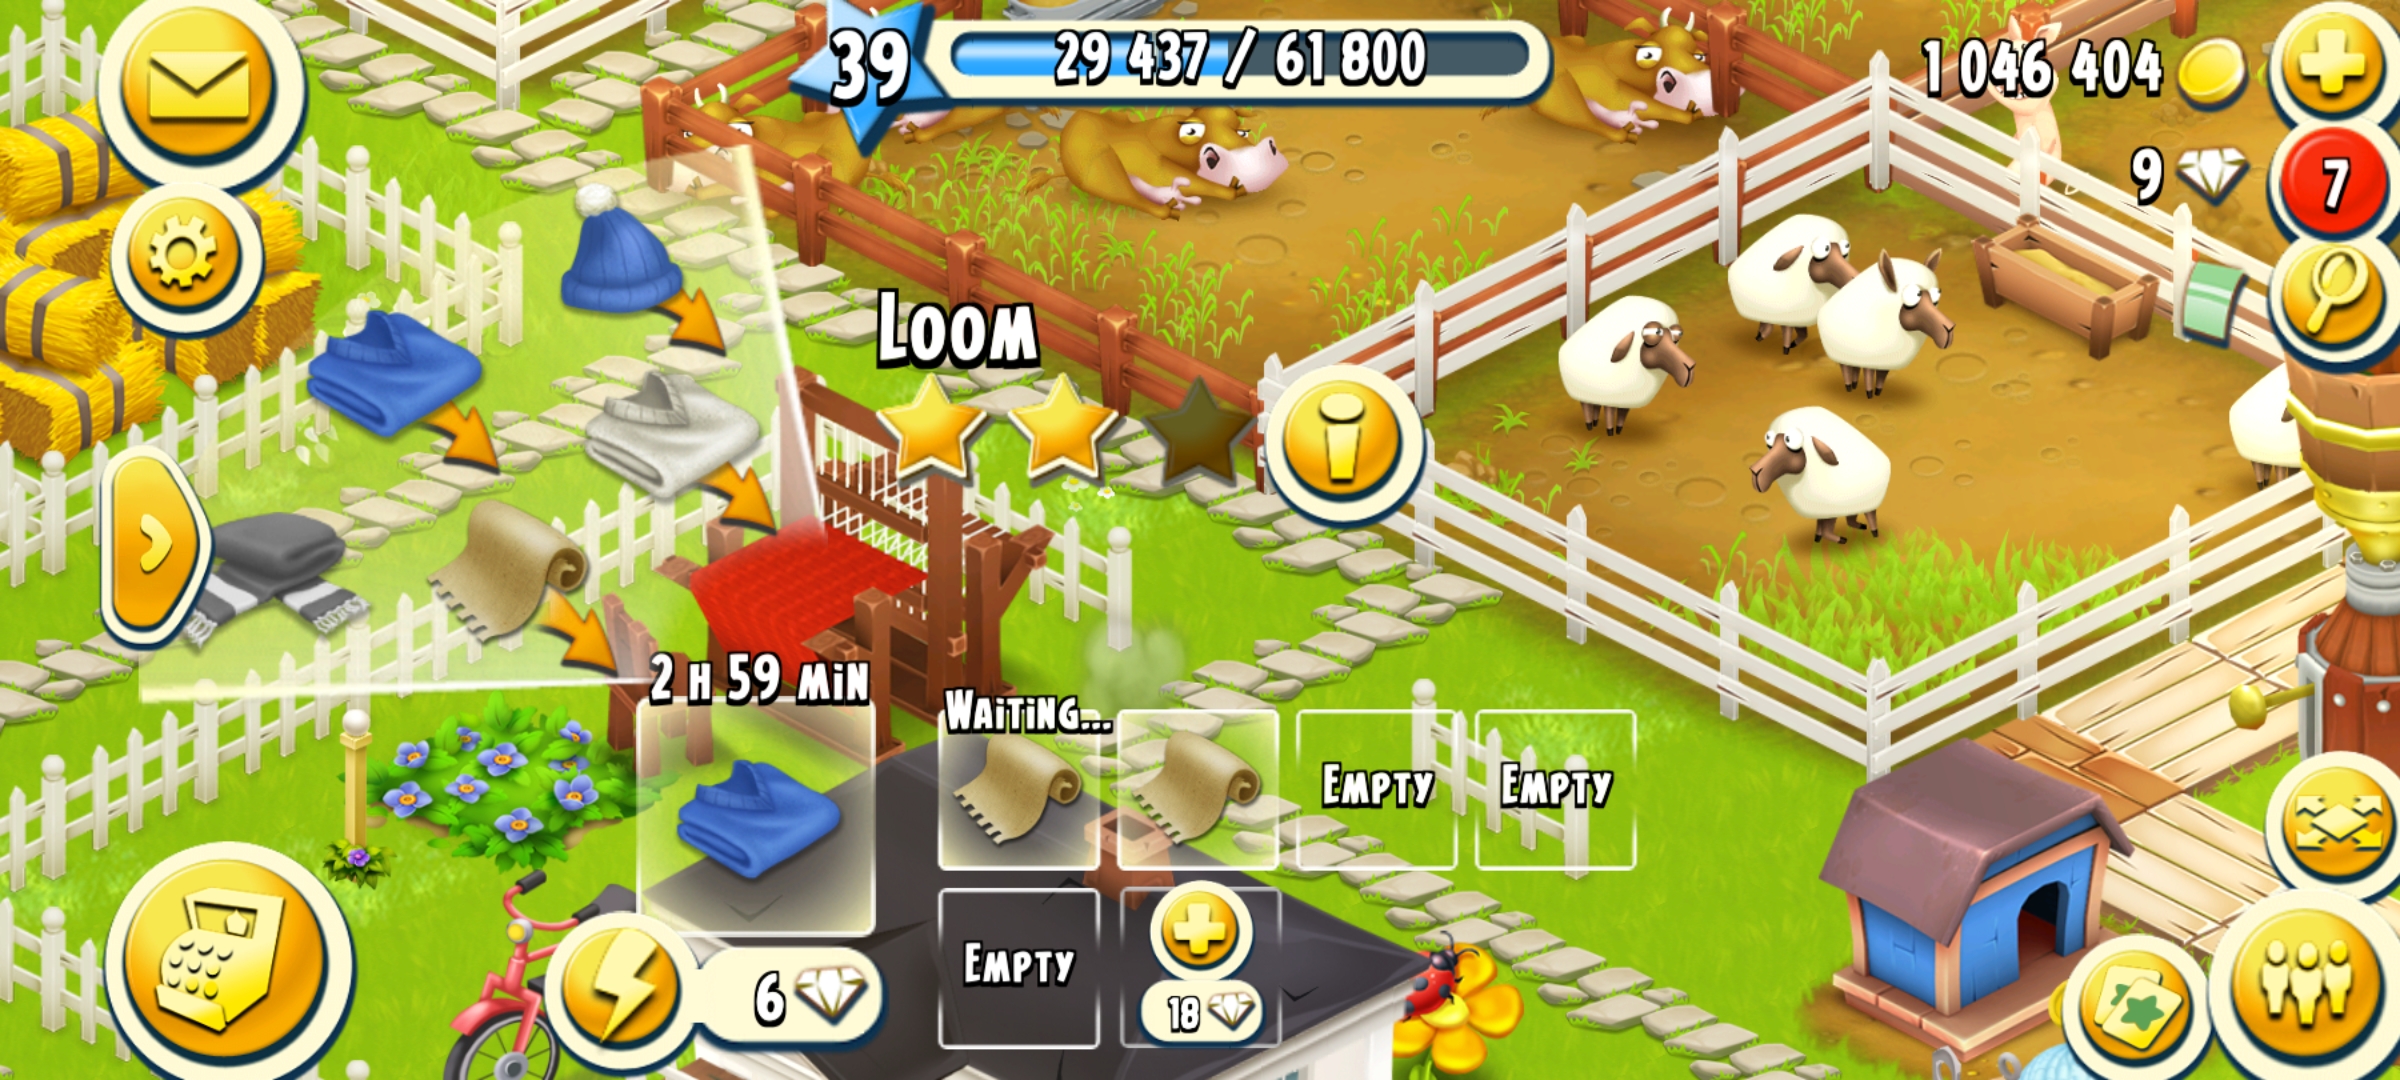 39
29 437 / 61 800
1 046 404
9
7
LOOM
2 H 59 MIN
WAITING...
EMPTY
EMPTY
EMPTY
6
18